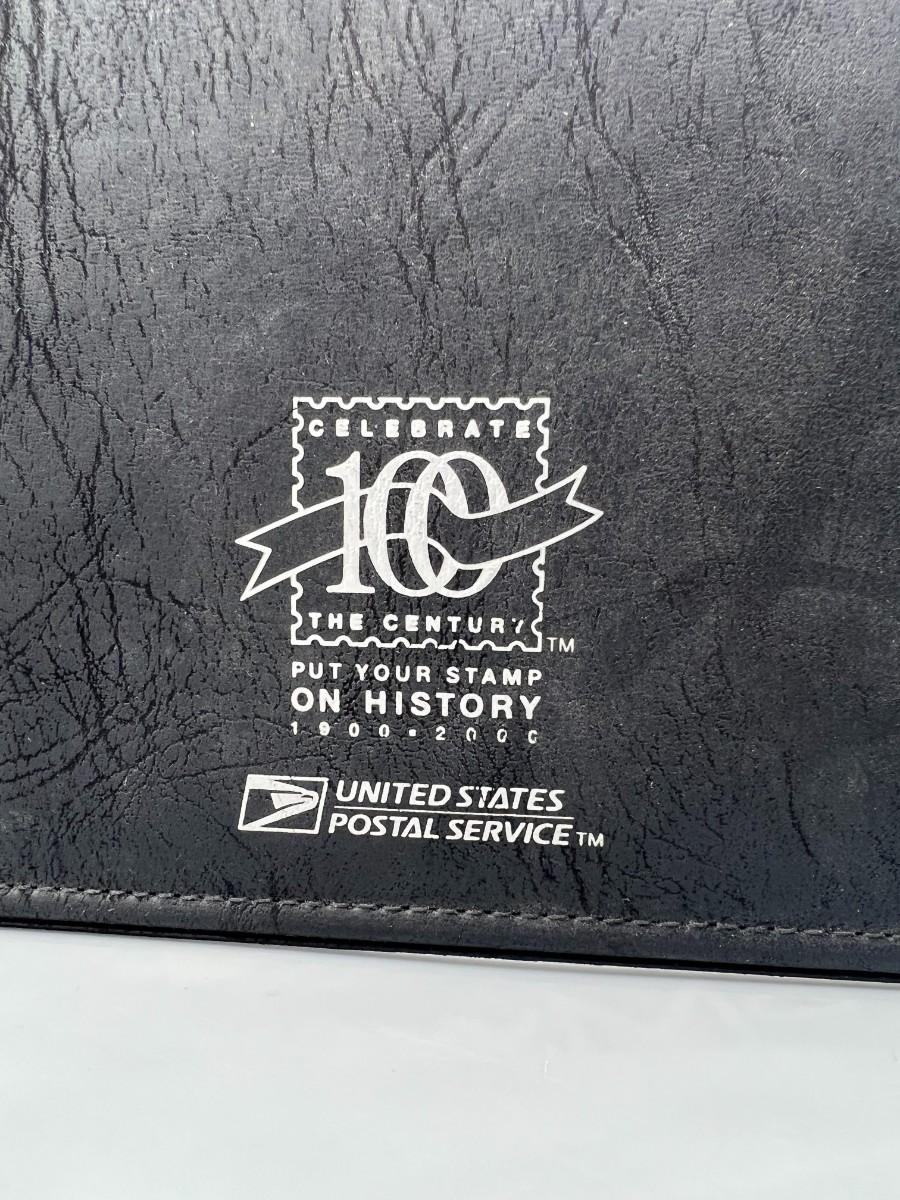 CELEBRATE
100
THE CENTURY
TM
PUT YOUR STAMP
ON HISTORY
1900•2000
UNITED STATES
POSTAL SERVICE TM